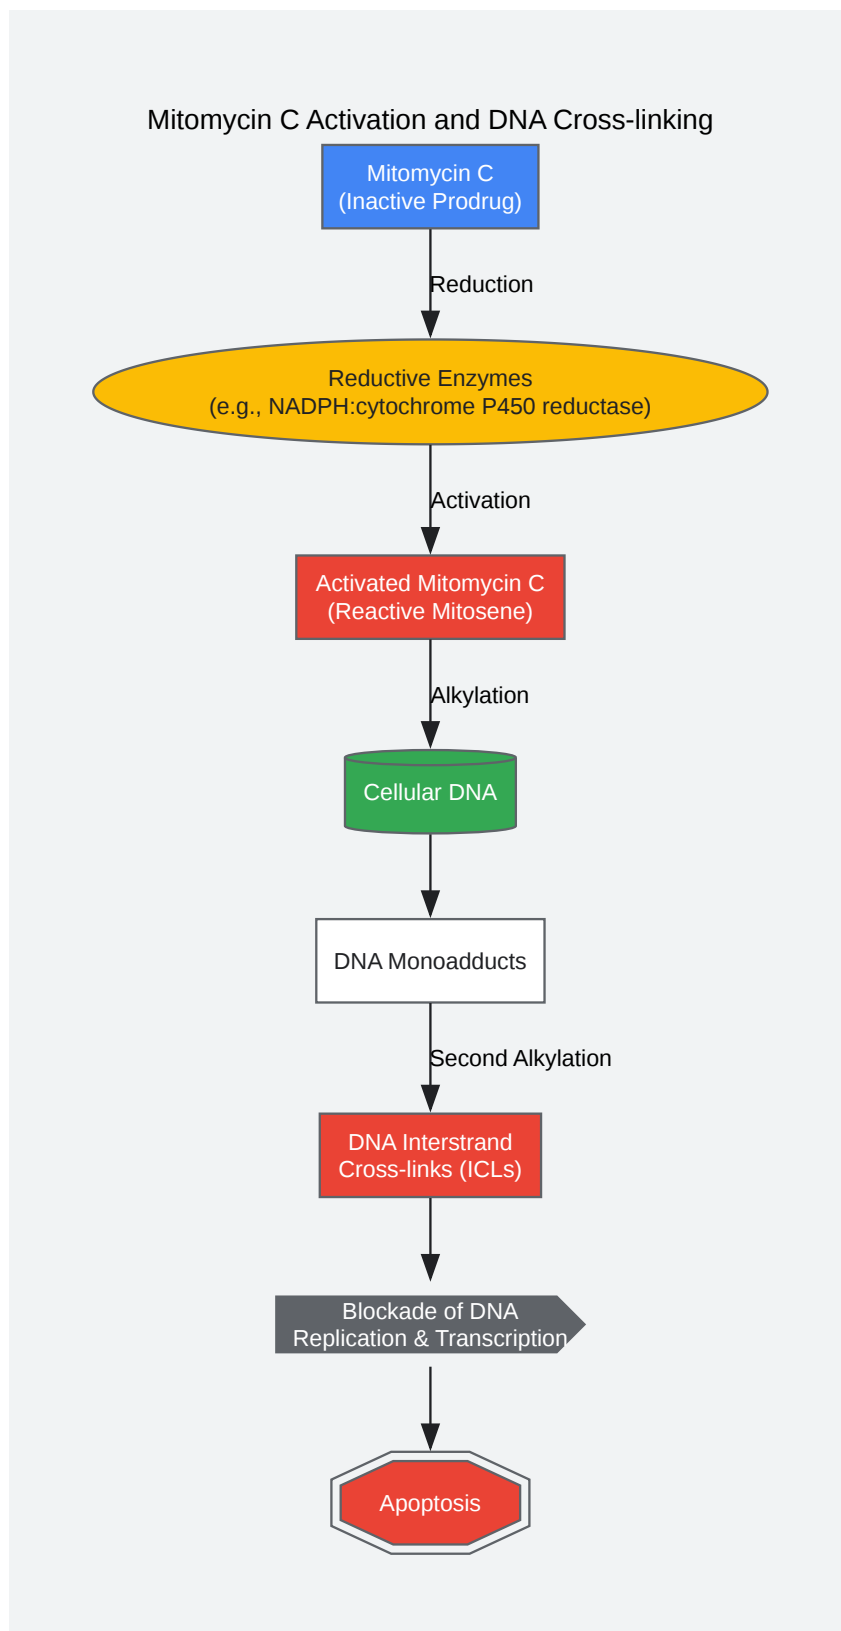 Mitomycin C Activation and DNA Cross-linking
Mitomycin C
(Inactive Prodrug)
Reduction
Reductive Enzymes
(e.g., NADPH:cytochrome P450 reductase)
Activation
Activated Mitomycin C
(Reactive Mitosene)
Alkylation
Cellular DNA
DNA Monoadducts
Second Alkylation
DNA Interstrand
Cross-links (ICLs)
Blockade of DNA
Replication & Transcription
Apoptosis